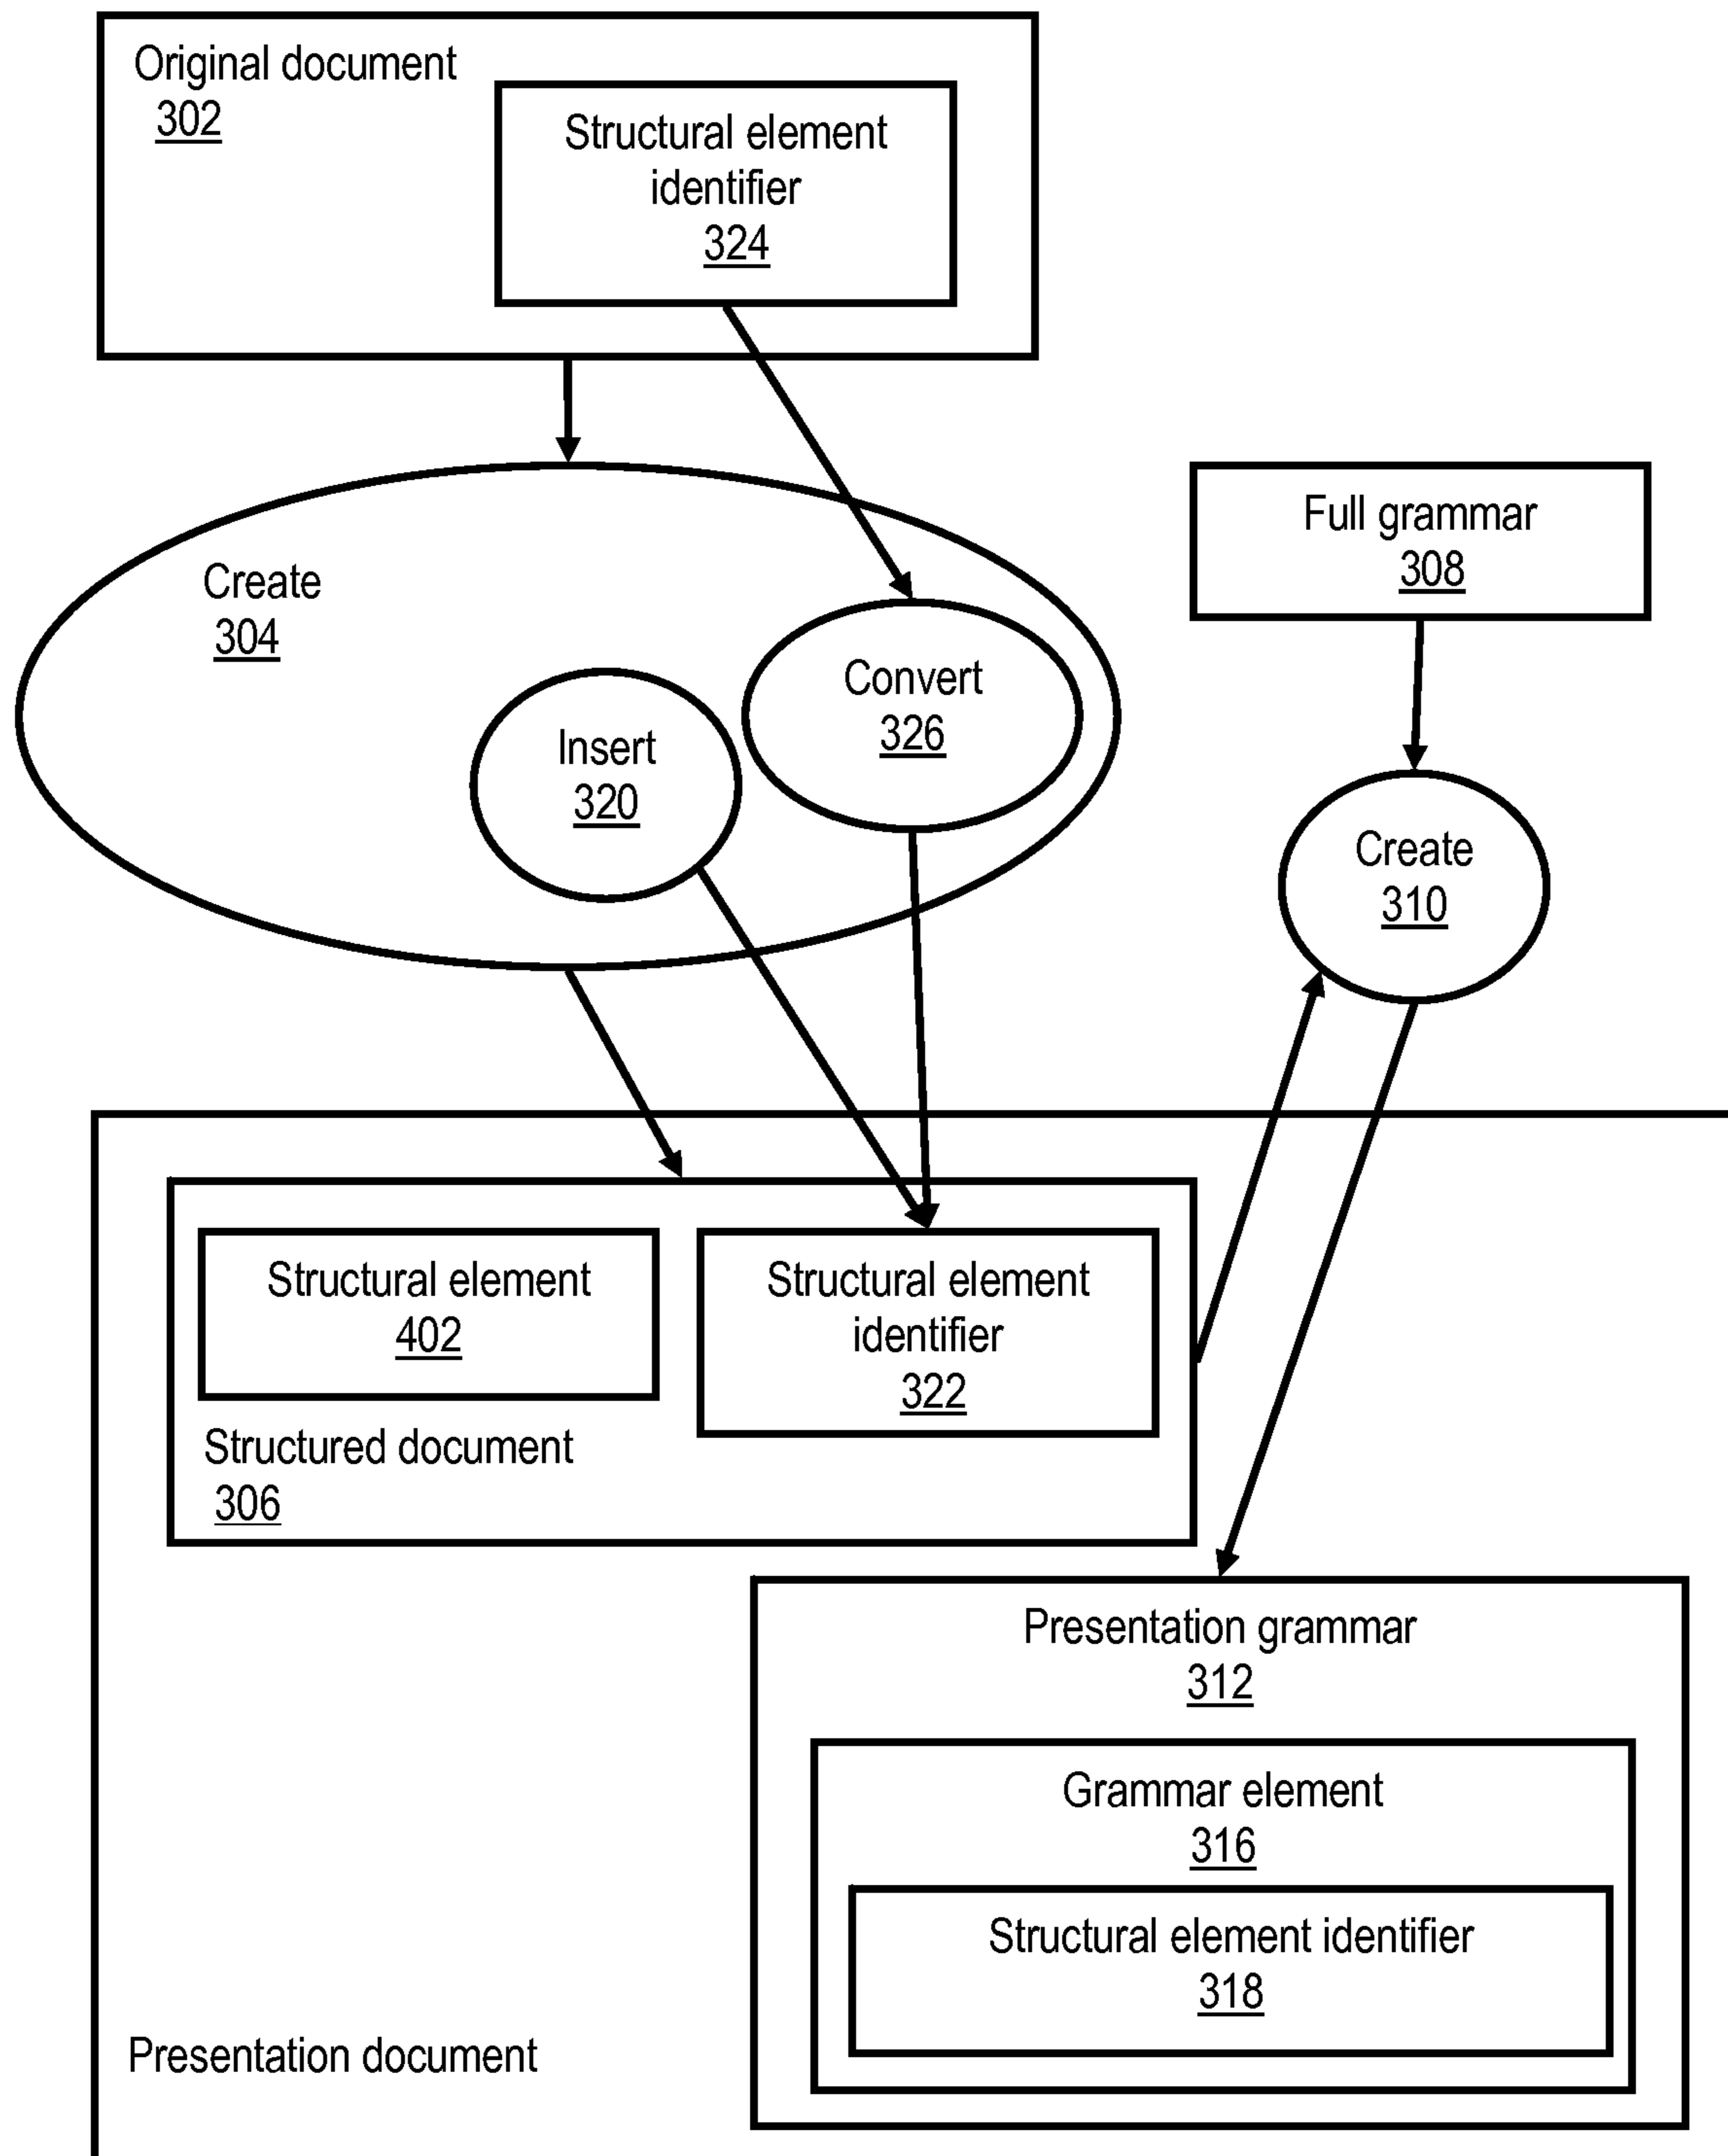 Original document
302
Structural element
identifier
324
Full grammar
308
Create
304
Convert
326
Insert
320
Create
310
Structural element
402
Structural element
identifier
322
Structured document
306
Presentation grammar
312
Grammar element
316
Structural element identifier
318
Presentation document